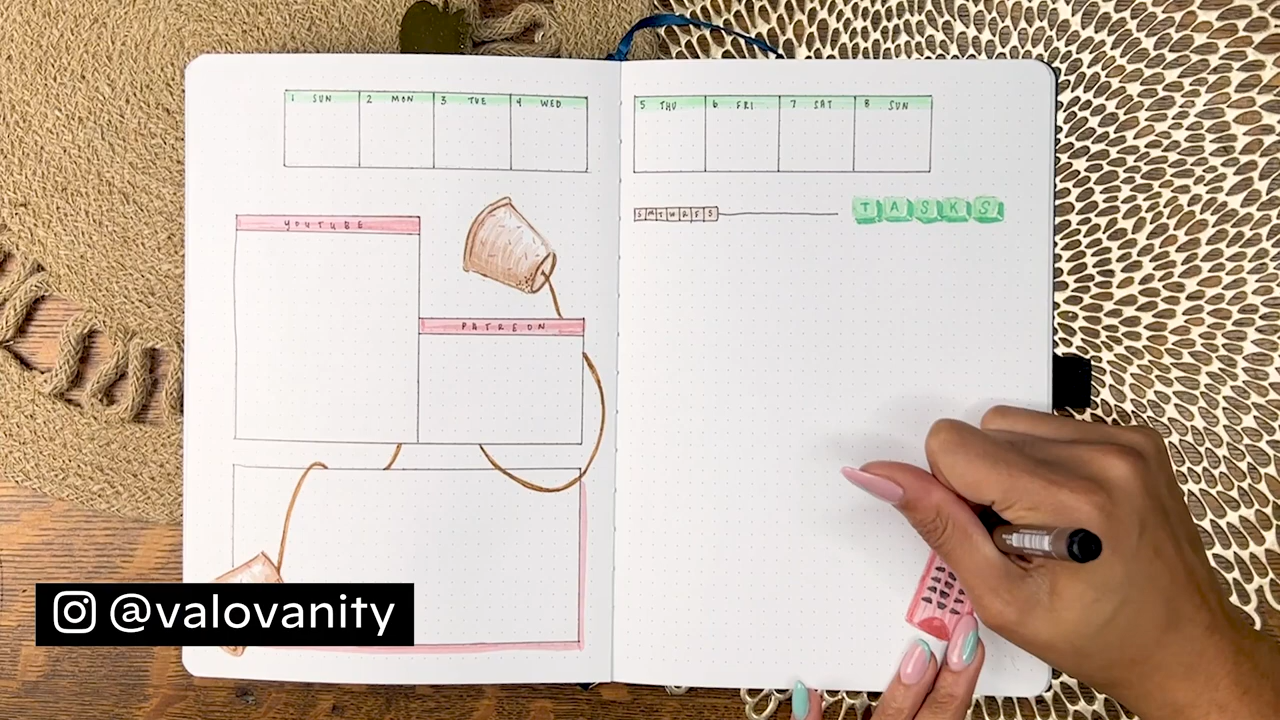 1 SUN 2 MON 3 TUE 4 WED
5 THU 6 FRI 7 SAT 8 SUN
YOUTUBE
PATREON
S M T W R F S
TASKS
@valovanity